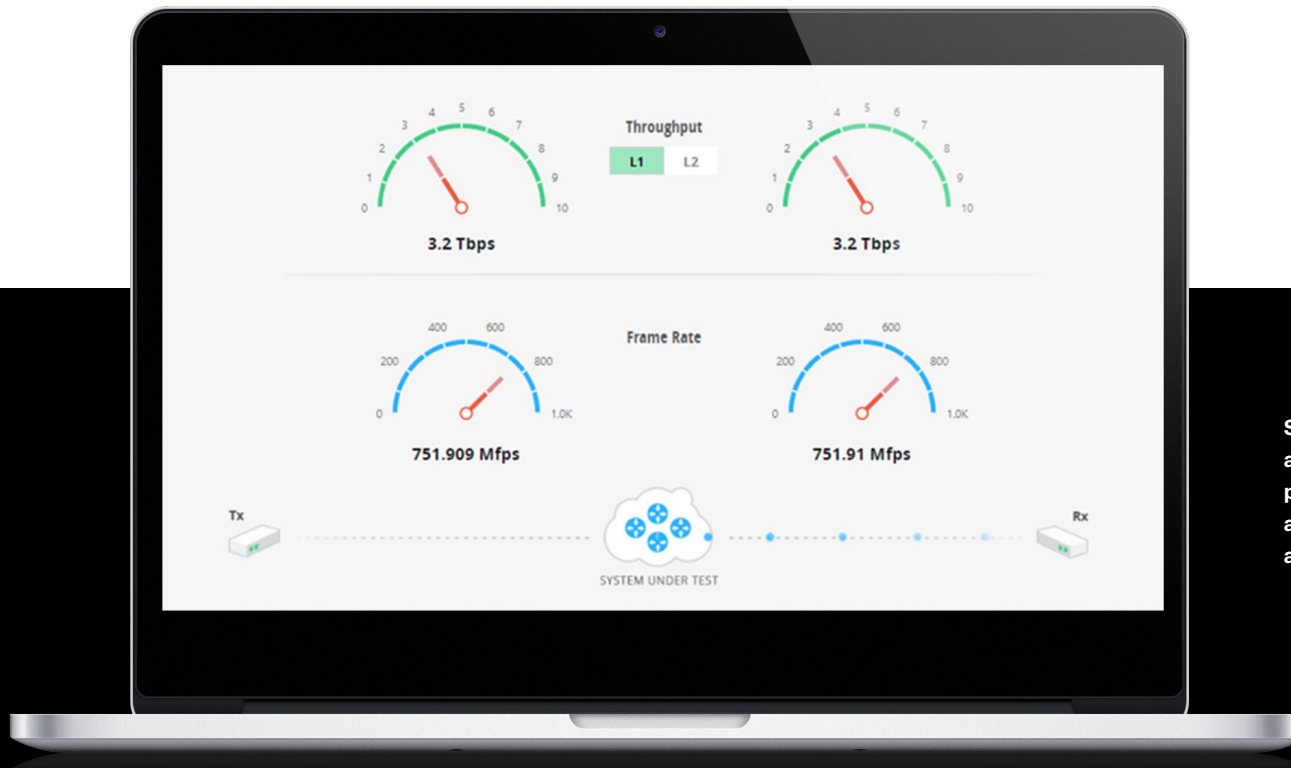 Throughput
L1 L2
0 1 2 3 4 5 6 7 8 9 10
3.2 Tbps
0 1 2 3 4 5 6 7 8 9 10
3.2 Tbps
Frame Rate
0 200 400 600 800 1.0K
751.909 Mfps
0 200 400 600 800 1.0K
751.91 Mfps
Tx
Rx
SYSTEM UNDER TEST